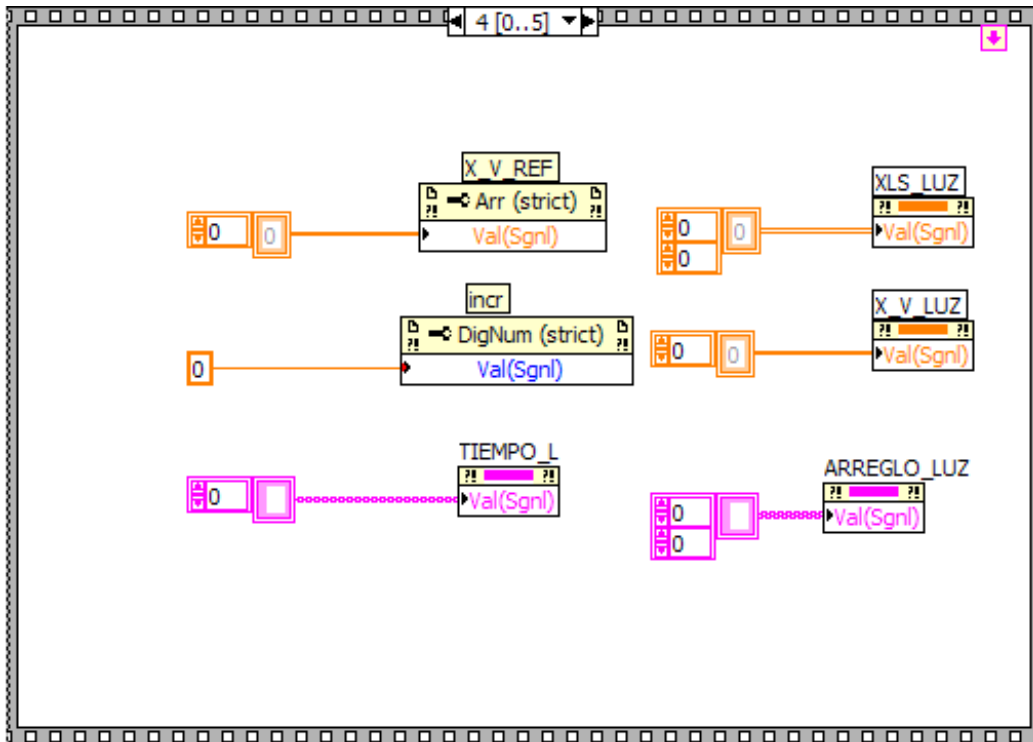 4 [0..5]
X_V_REF
?! Arr (strict) ?!
0 0 Val(Sgnl)
XLS_LUZ
?! ?!
0 0 Val(Sgnl)
0
incr
?! DigNum (strict) ?!
0 Val(Sgnl)
X_V_LUZ
?! ?!
0 0 Val(Sgnl)
TIEMPO_L
?! ?!
0 Val(Sgnl)
ARREGLO_LUZ
?! ?!
0 Val(Sgnl)
0